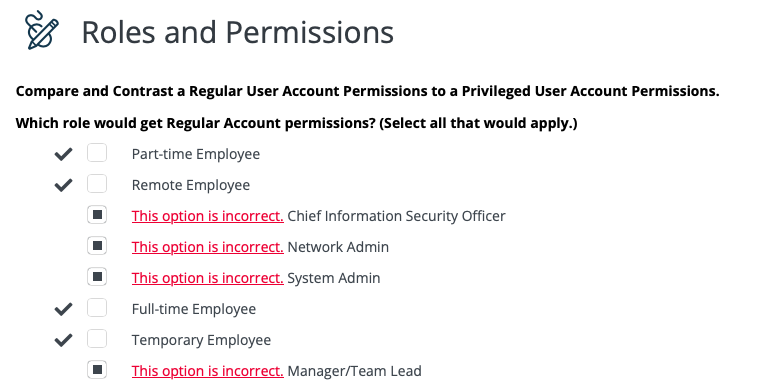 Roles and Permissions
Compare and Contrast a Regular User Account Permissions to a Privileged User Account Permissions.
Which role would get Regular Account permissions? (Select all that would apply.)
Part-time Employee
Remote Employee
This option is incorrect. Chief Information Security Officer
This option is incorrect. Network Admin
This option is incorrect. System Admin
Full-time Employee
Temporary Employee
This option is incorrect. Manager/Team Lead